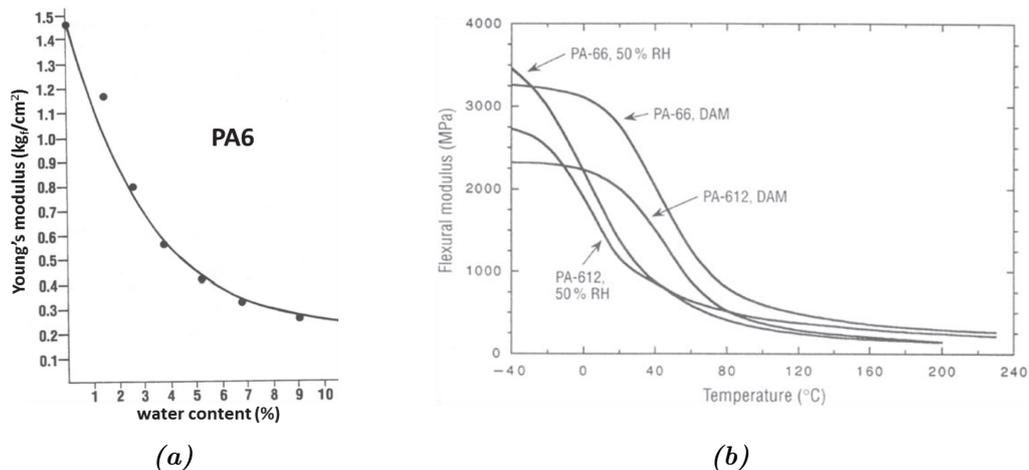 1.5
1.4
1.3
1.2
1.1
1.0
0.9
0.8
0.7
0.6
0.5
0.4
0.3
0.2
0.1
Young's modulus (kgf/cm²)
PA6
1 2 3 4 5 6 7 8 9 10
water content (%)
(a)
4000
3000
2000
1000
0
Flexural modulus (MPa)
PA-66, 50% RH
PA-66, DAM
PA-612, DAM
PA-612,
50% RH
−40 0 40 80 120 160 200 240
Temperature (°C)
(b)